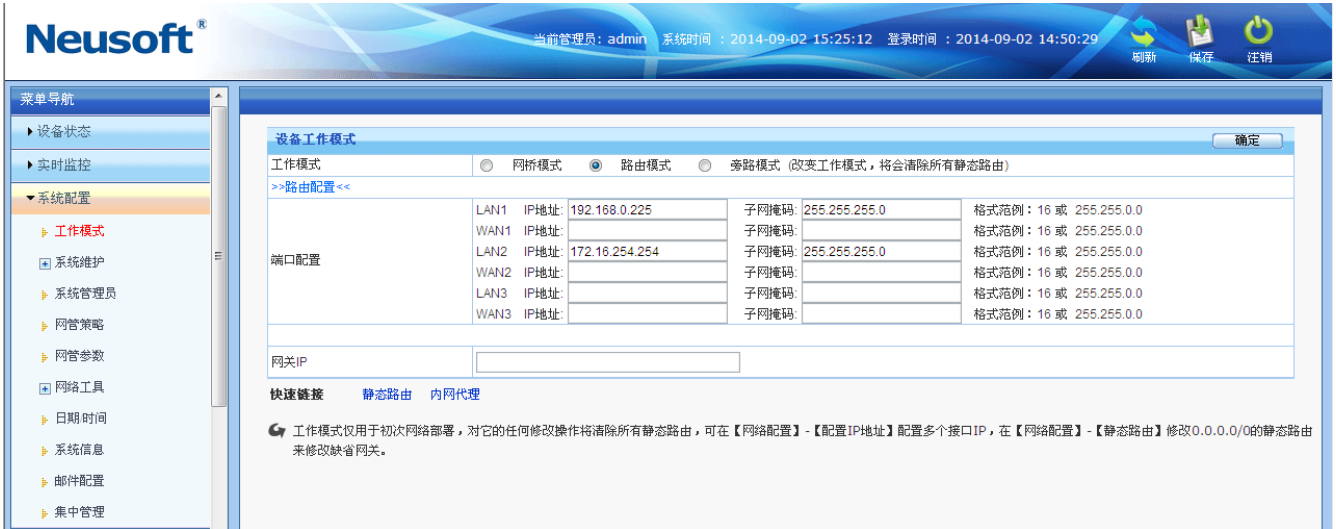 Neusoft®
当前管理员: admin 系统时间 : 2014-09-02 15:25:12 登录时间 : 2014-09-02 14:50:29
刷新 保存 注销
菜单导航
设备状态
实时监控
系统配置
工作模式
系统维护
系统管理员
网管策略
网管参数
网络工具
日期/时间
系统信息
邮件配置
集中管理
设备工作模式 确定
工作模式 网桥模式 路由模式 旁路模式 (改变工作模式，将会清除所有静态路由)
>>路由配置<<
端口配置
LAN1 IP地址: 192.168.0.225 子网掩码: 255.255.255.0 格式范例：16 或 255.255.0.0
WAN1 IP地址: 子网掩码: 格式范例：16 或 255.255.0.0
LAN2 IP地址: 172.16.254.254 子网掩码: 255.255.255.0 格式范例：16 或 255.255.0.0
WAN2 IP地址: 子网掩码: 格式范例：16 或 255.255.0.0
LAN3 IP地址: 子网掩码: 格式范例：16 或 255.255.0.0
WAN3 IP地址: 子网掩码: 格式范例：16 或 255.255.0.0
网关IP
快速链接 静态路由 内网代理
工作模式仅用于初次网络部署，对它的任何修改操作将清除所有静态路由，可在【网络配置】-【配置IP地址】配置多个接口IP，在【网络配置】-【静态路由】修改0.0.0.0/0的静态路由
来修改缺省网关。